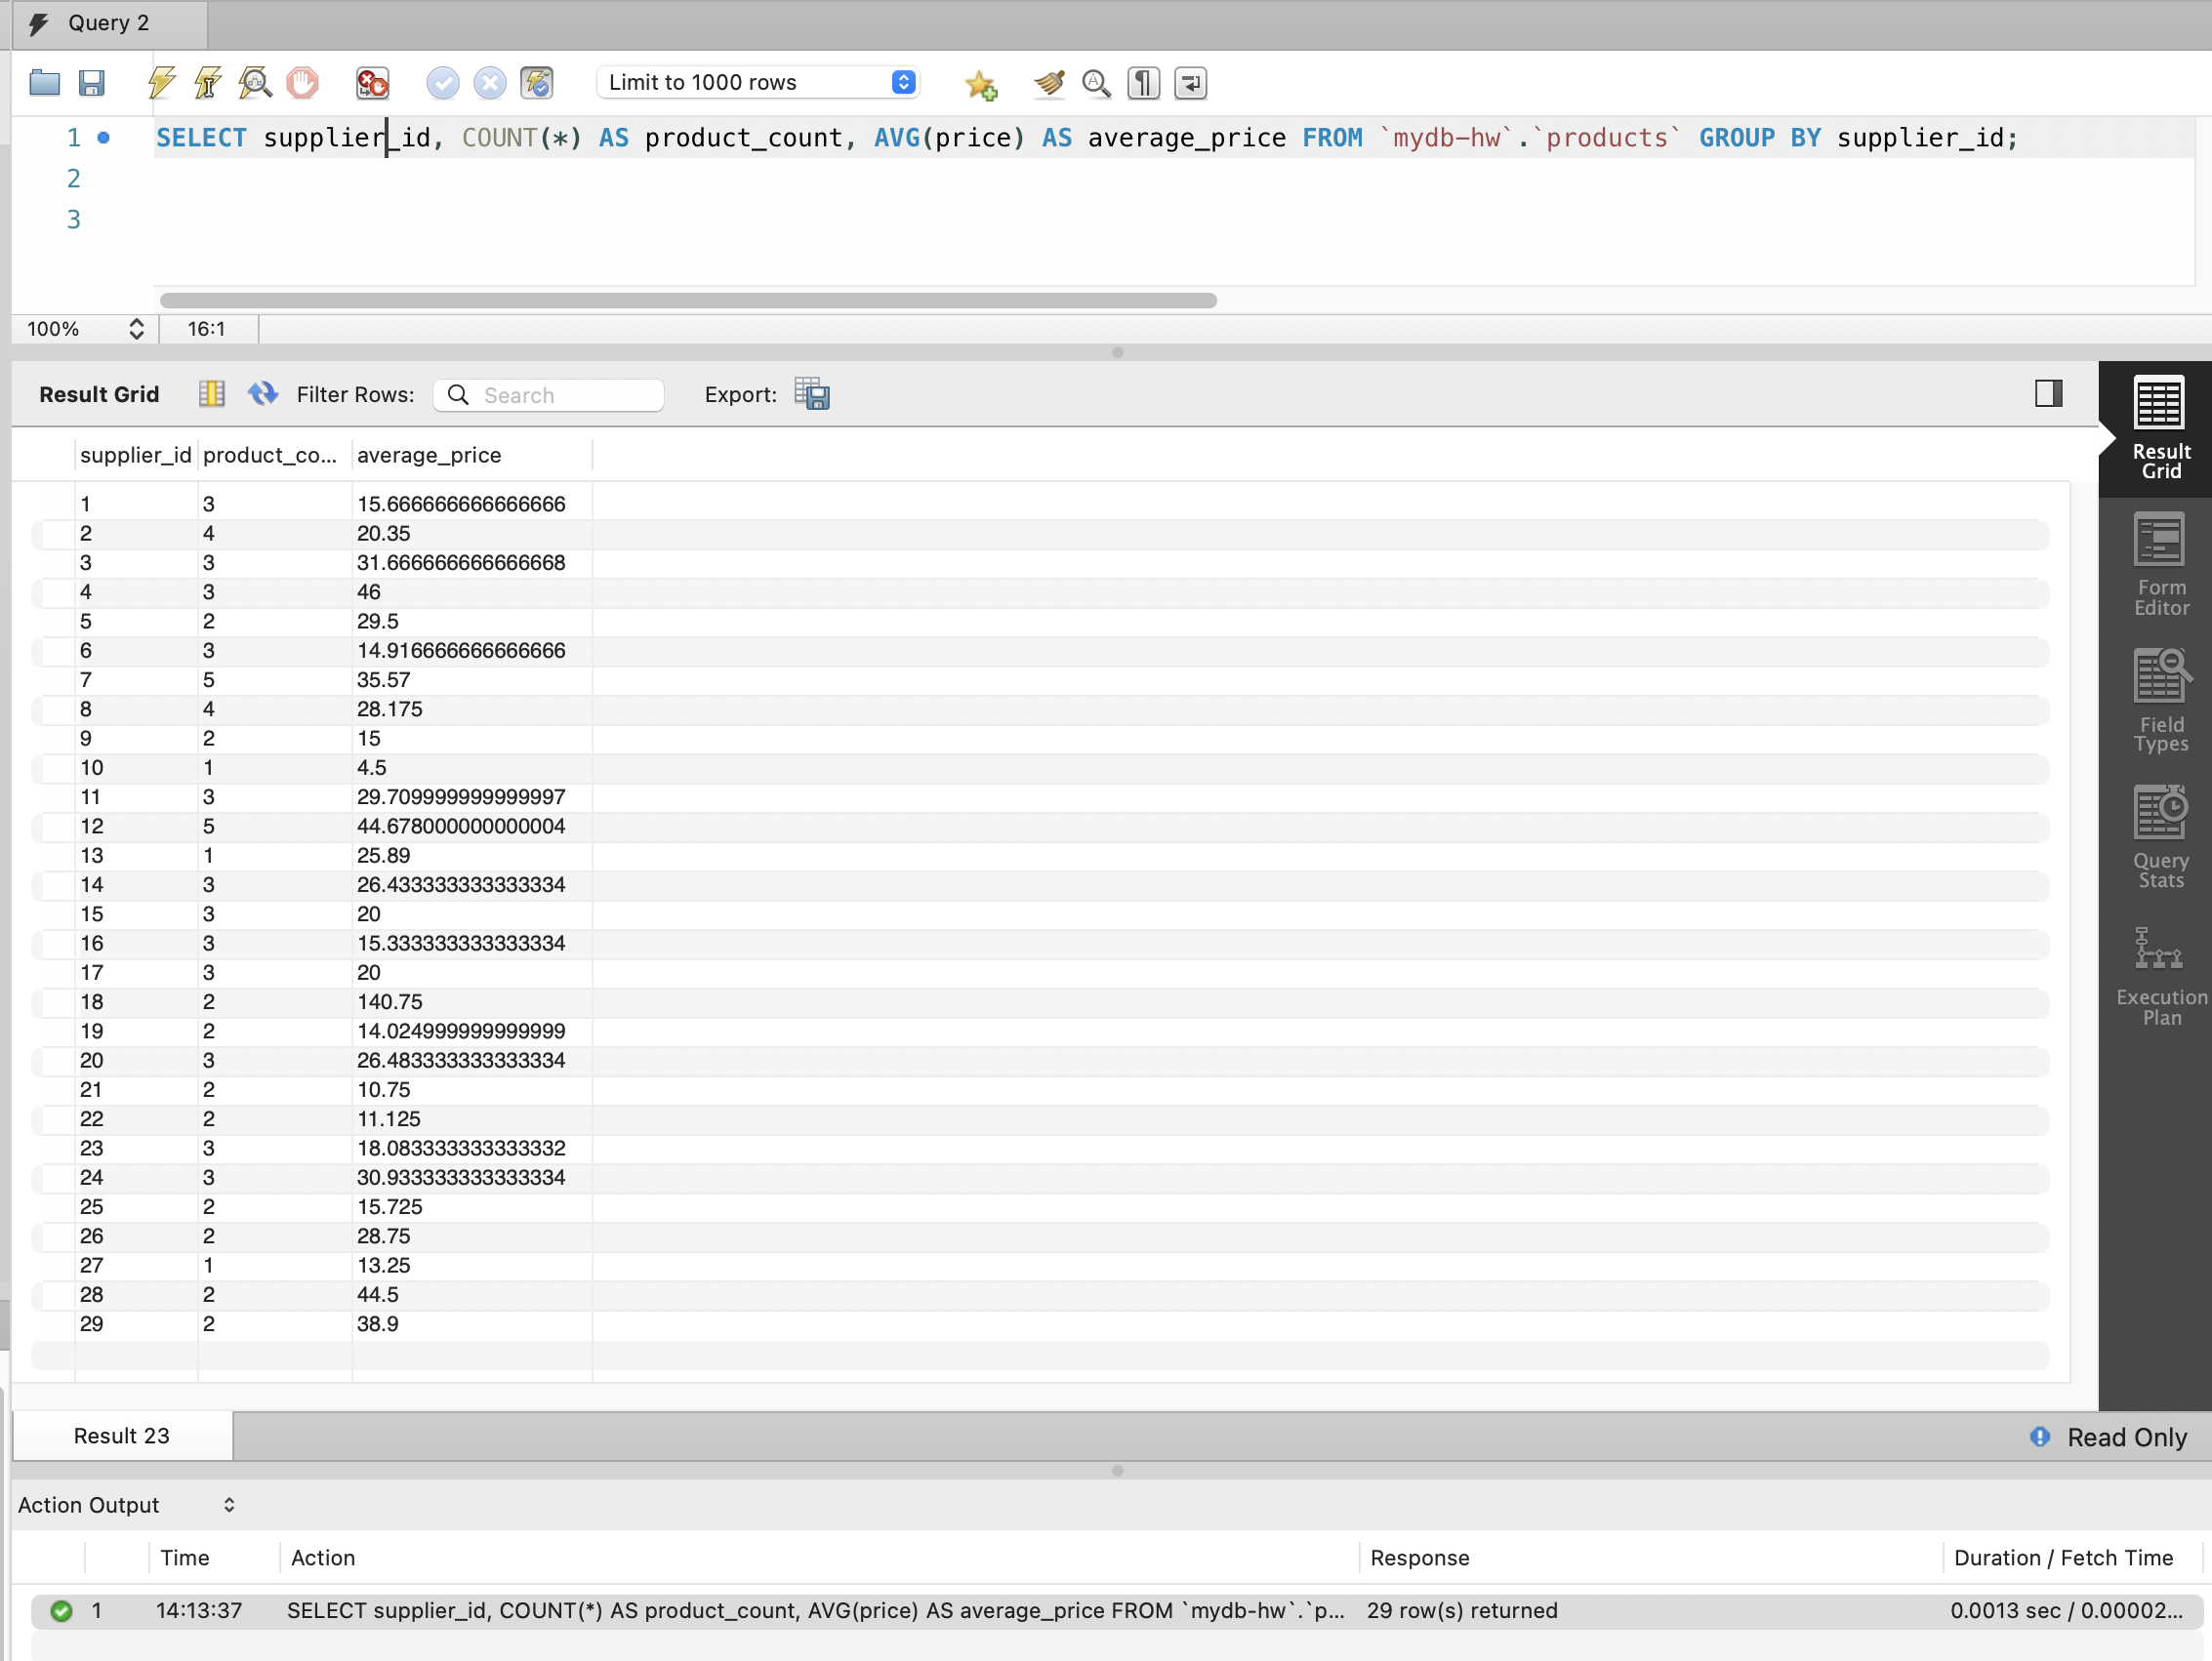 Query 2
Limit to 1000 rows
1 SELECT supplier_id, COUNT(*) AS product_count, AVG(price) AS average_price FROM `mydb-hw`.`products` GROUP BY supplier_id;
2
3
100% 16:1
Result Grid Filter Rows: Search Export:
supplier_id product_co... average_price
1 3 15.666666666666666
2 4 20.35
3 3 31.666666666666668
4 3 46
5 2 29.5
6 3 14.916666666666666
7 5 35.57
8 4 28.175
9 2 15
10 1 4.5
11 3 29.709999999999997
12 5 44.678000000000004
13 1 25.89
14 3 26.433333333333334
15 3 20
16 3 15.333333333333334
17 3 20
18 2 140.75
19 2 14.024999999999999
20 3 26.483333333333334
21 2 10.75
22 2 11.125
23 3 18.083333333333332
24 3 30.933333333333334
25 2 15.725
26 2 28.75
27 1 13.25
28 2 44.5
29 2 38.9
Result
Grid
Form
Editor
Field
Types
Query
Stats
Execution
Plan
Result 23 Read Only
Action Output
Time Action Response Duration / Fetch Time
1 14:13:37 SELECT supplier_id, COUNT(*) AS product_count, AVG(price) AS average_price FROM `mydb-hw`.`p... 29 row(s) returned 0.0013 sec / 0.00002...